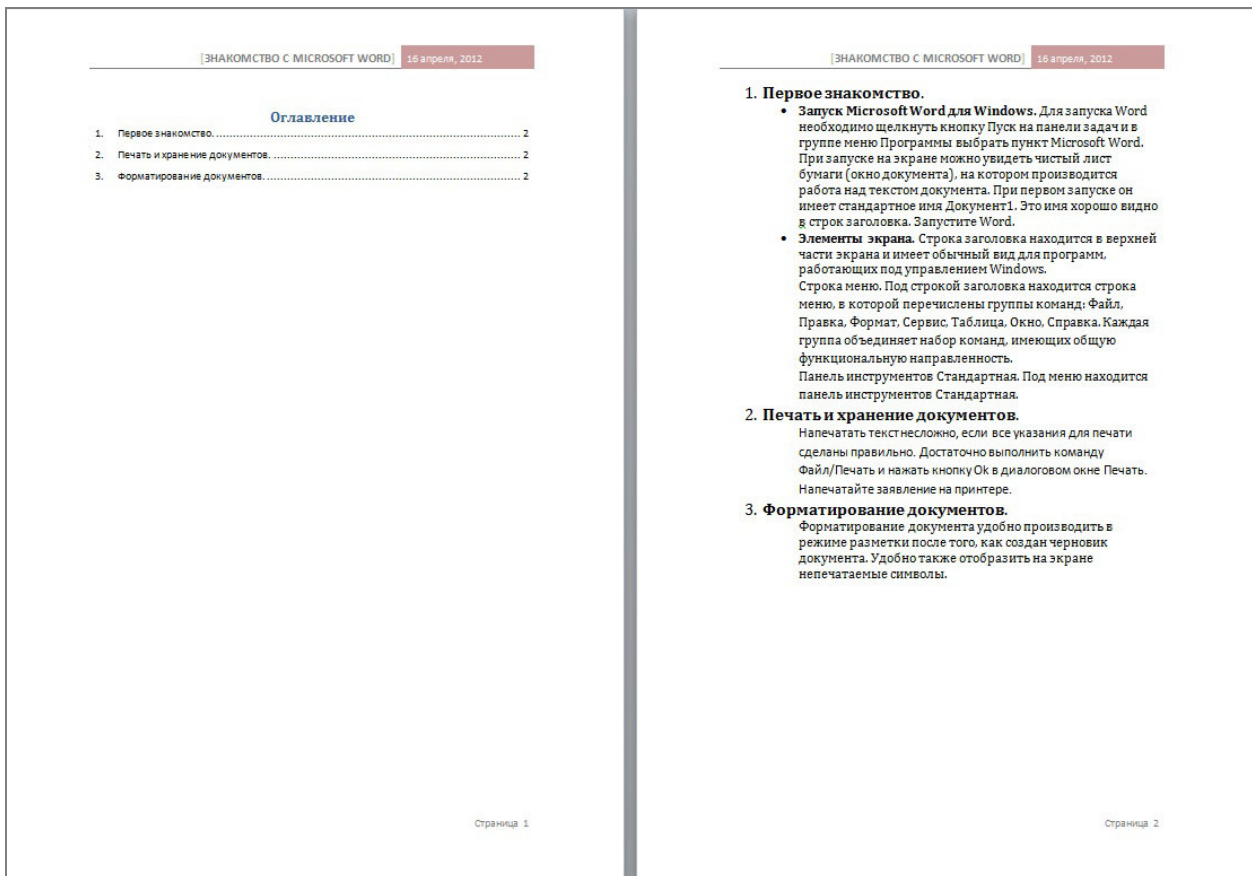 [ЗНАКОМСТВО С MICROSOFT WORD] 16 апреля, 2012
Оглавление
1. Первое знакомство. 2
2. Печать и хранение документов. 2
3. Форматирование документов. 2
Страница 1
[ЗНАКОМСТВО С MICROSOFT WORD] 16 апреля, 2012
1. Первое знакомство.
• Запуск Microsoft Word для Windows. Для запуска Word
необходимо щелкнуть кнопку Пуск на панели задач и в
группе меню Программы выбрать пункт Microsoft Word.
При запуске на экране можно увидеть чистый лист
бумаги (окно документа), на котором производится
работа над текстом документа. При первом запуске он
имеет стандартное имя Документ1. Это имя хорошо видно
в строк заголовка. Запустите Word.
• Элементы экрана. Строка заголовка находится в верхней
части экрана и имеет обычный вид для программ,
работающих под управлением Windows.
Строка меню. Под строкой заголовка находится строка
меню, в которой перечислены группы команд: Файл,
Правка, Формат, Сервис, Таблица, Окно, Справка. Каждая
группа объединяет набор команд, имеющих общую
функциональную направленность.
Панель инструментов Стандартная. Под меню находится
панель инструментов Стандартная.
2. Печать и хранение документов.
Напечатать текст несложно, если все указания для печати
сделаны правильно. Достаточно выполнить команду
Файл/Печать и нажать кнопку Ok в диалоговом окне Печать.
Напечатайте заявление на принтере.
3. Форматирование документов.
Форматирование документа удобно производить в
режиме разметки после того, как создан черновик
документа. Удобно также отобразить на экране
непечатаемые символы.
Страница 2